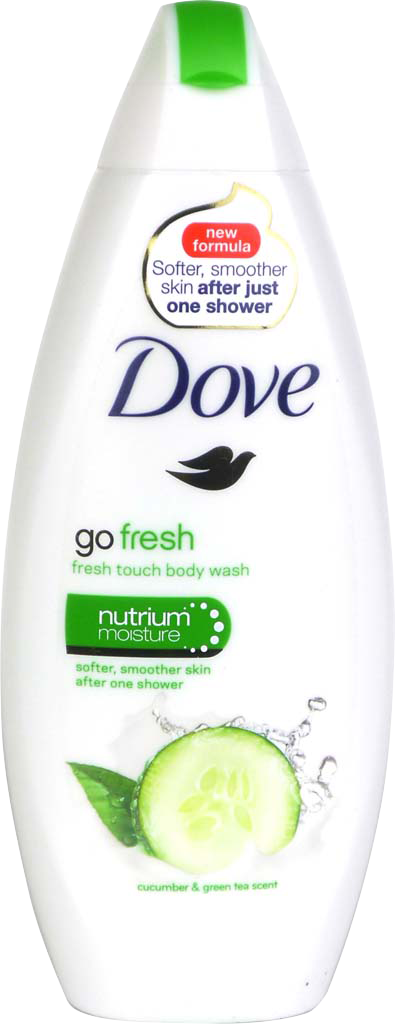 new
formula
Softer, smoother
skin after just
one shower
Dove
go fresh
fresh touch body wash
nutrium
moisture
softer, smoother skin
after one shower
cucumber & green tea scent